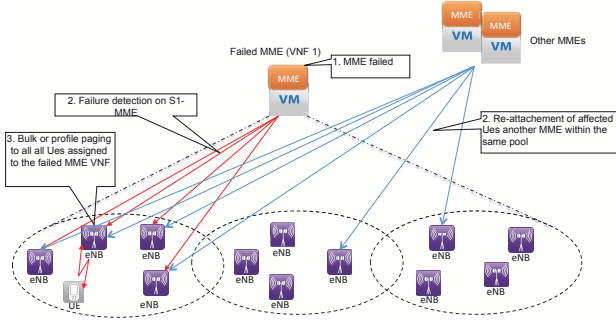 MME
MME
VM
VM
Other MMEs
Failed MME (VNF 1)
1. MME failed
MME
VM
2. Failure detection on S1-
MME
2. Re-attachement of affected
Ues another MME within the
same pool
3. Bulk or profile paging
to all all Ues assigned
to the failed MME VNF
eNB
eNB
eNB
eNB
UE
eNB
eNB
eNB
eNB
eNB
eNB
eNB
eNB